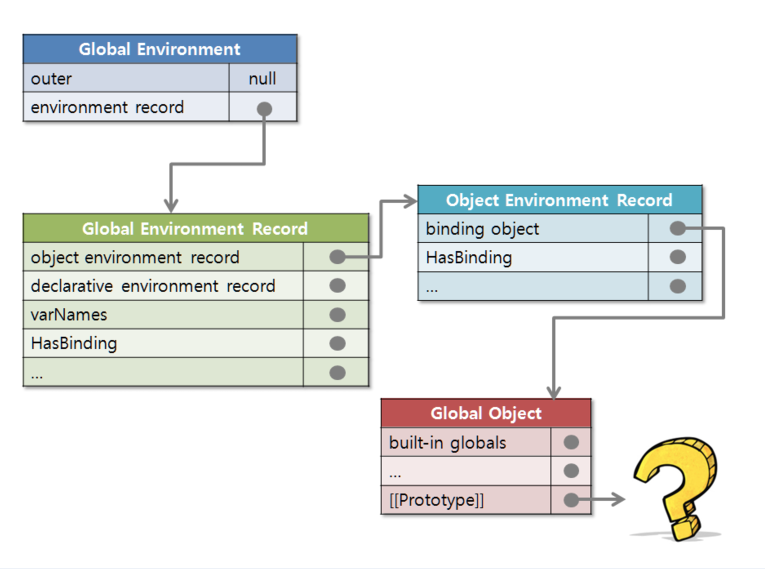 Global Environment
outer null
environment record
Global Environment Record
object environment record
declarative environment record
varNames
HasBinding
...
Object Environment Record
binding object
HasBinding
...
Global Object
built-in globals
...
[[Prototype]]